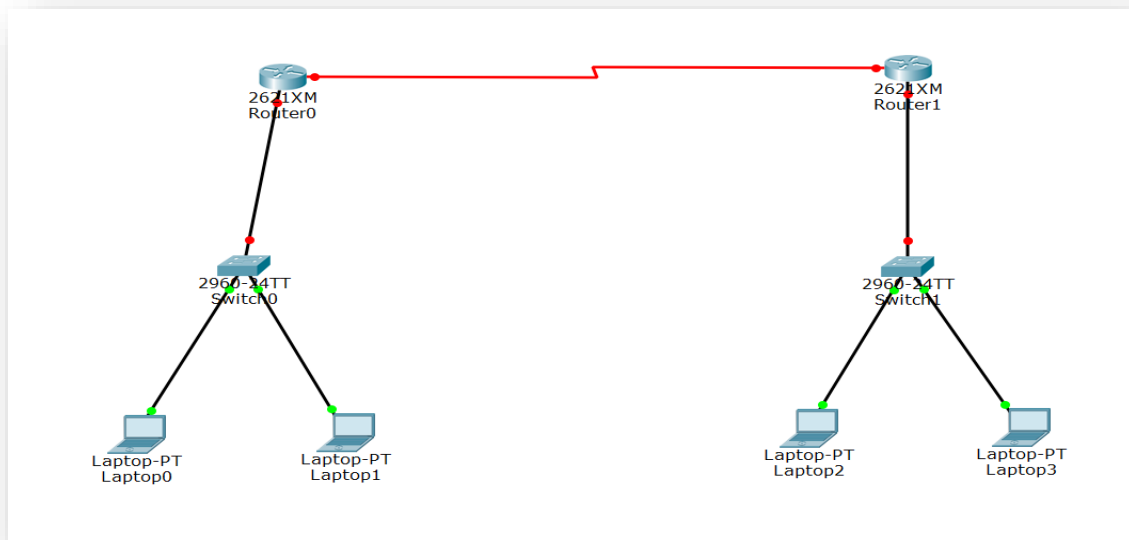 2621XM
Router0
2621XM
Router1
2960-24TT
Switch0
2960-24TT
Switch1
Laptop-PT
Laptop0
Laptop-PT
Laptop1
Laptop-PT
Laptop2
Laptop-PT
Laptop3